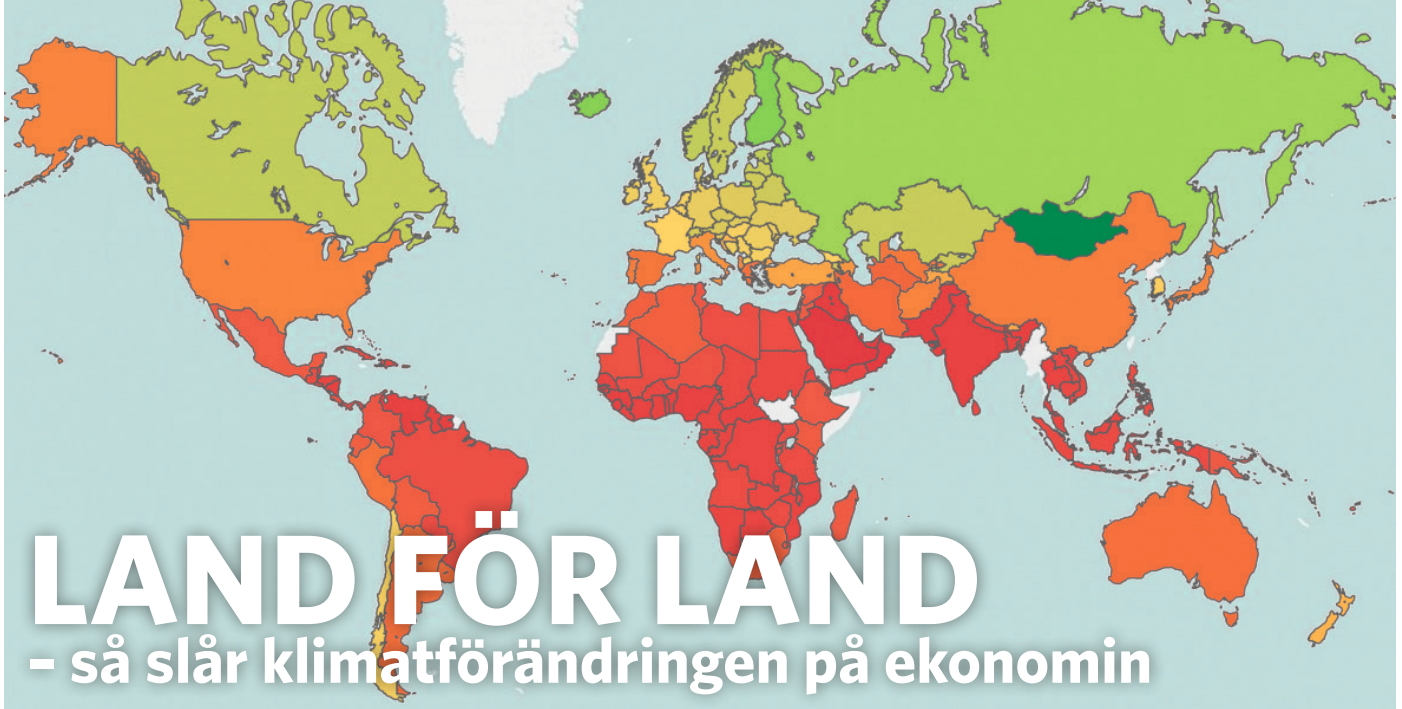 LAND FÖR LAND
– så slår klimatförändringen på ekonomin